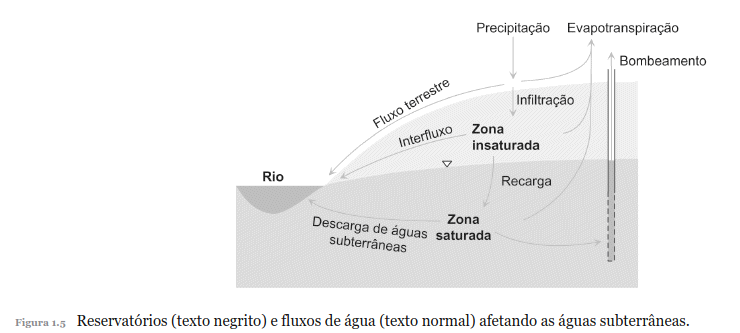 Precipitação
Evapotranspiração
Bombeamento
Fluxo terrestre
Infiltração
Interfluxo
Zona
insaturada
Rio
Recarga
Descarga de águas
subterrâneas
Zona
saturada
Figura 1.5 Reservatórios (texto negrito) e fluxos de água (texto normal) afetando as águas subterrâneas.